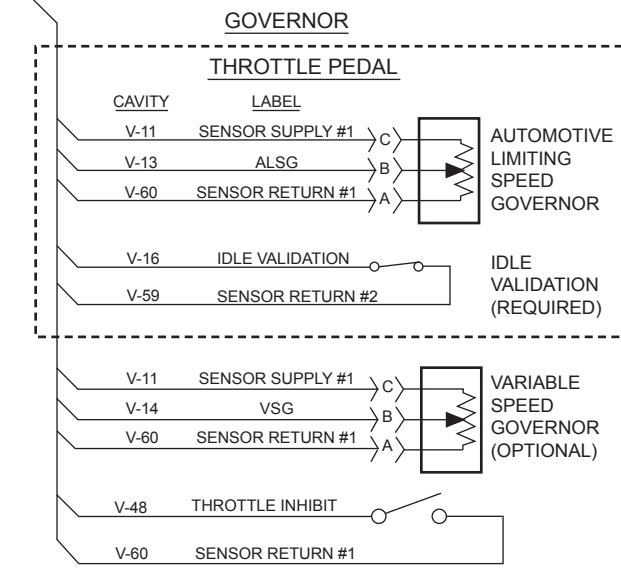 GOVERNOR
THROTTLE PEDAL
CAVITY LABEL
V-11 SENSOR SUPPLY #1 C
V-13 ALSG B
V-60 SENSOR RETURN #1 A
AUTOMOTIVE
LIMITING
SPEED
GOVERNOR
V-16 IDLE VALIDATION
V-59 SENSOR RETURN #2
IDLE
VALIDATION
(REQUIRED)
V-11 SENSOR SUPPLY #1 C
V-14 VSG B
V-60 SENSOR RETURN #1 A
VARIABLE
SPEED
GOVERNOR
(OPTIONAL)
V-48 THROTTLE INHIBIT
V-60 SENSOR RETURN #1